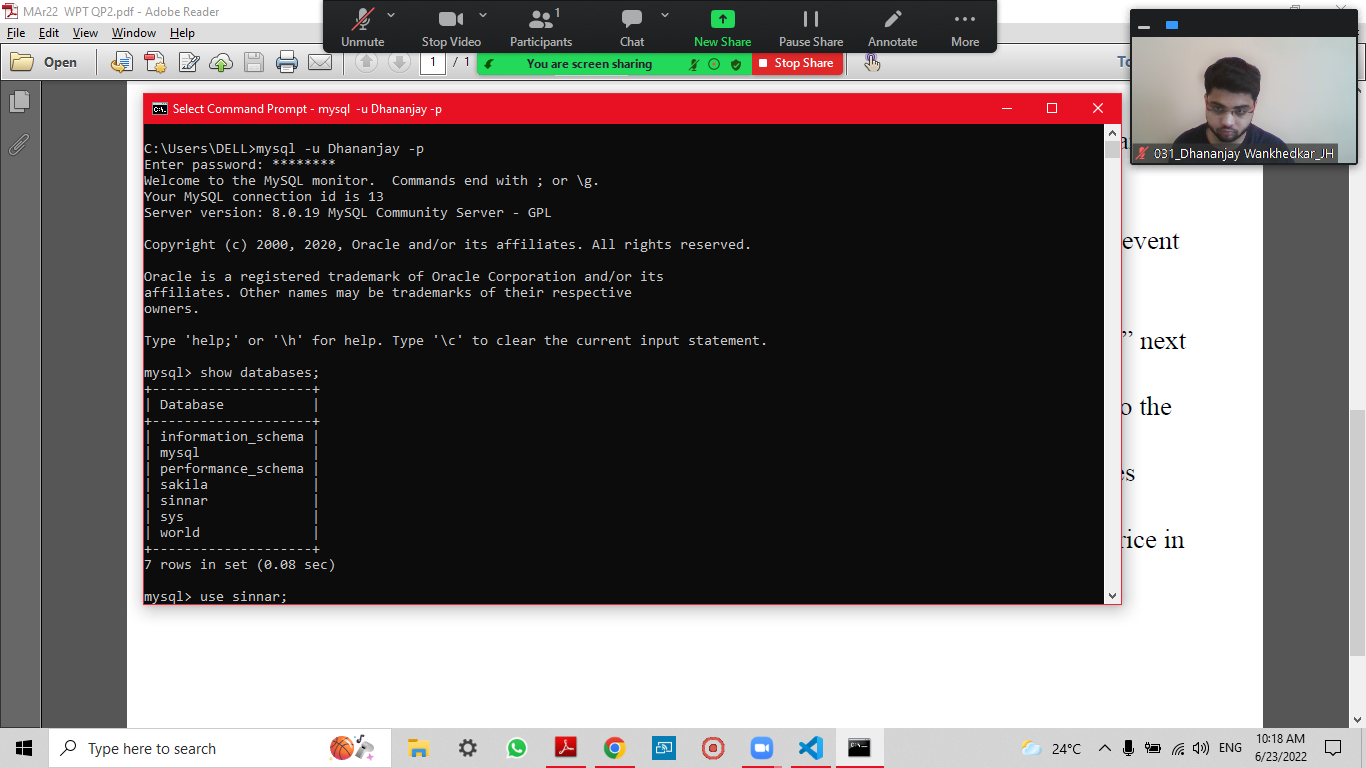 MAr22 WPT QP2.pdf - Adobe Reader
File Edit View Window Help
Unmute Stop Video Participants 1 Chat New Share Pause Share Annotate More
Open 1 / 1 You are screen sharing Stop Share
Select Command Prompt - mysql -u Dhananjay -p
031_Dhananjay Wankhedkar_JH
C:\Users\DELL>mysql -u Dhananjay -p
Enter password: ********
Welcome to the MySQL monitor.  Commands end with ; or \g.
Your MySQL connection id is 13
Server version: 8.0.19 MySQL Community Server - GPL
Copyright (c) 2000, 2020, Oracle and/or its affiliates. All rights reserved.
Oracle is a registered trademark of Oracle Corporation and/or its
affiliates. Other names may be trademarks of their respective
owners.
Type 'help;' or '\h' for help. Type '\c' to clear the current input statement.
mysql> show databases;
+--------------------+
| Database           |
+--------------------+
| information_schema |
| mysql              |
| performance_schema |
| sakila             |
| sinnar             |
| sys                |
| world              |
+--------------------+
7 rows in set (0.08 sec)
mysql> use sinnar;
event
” next
o the
es
rice in
Type here to search
24°C ENG
10:18 AM
6/23/2022